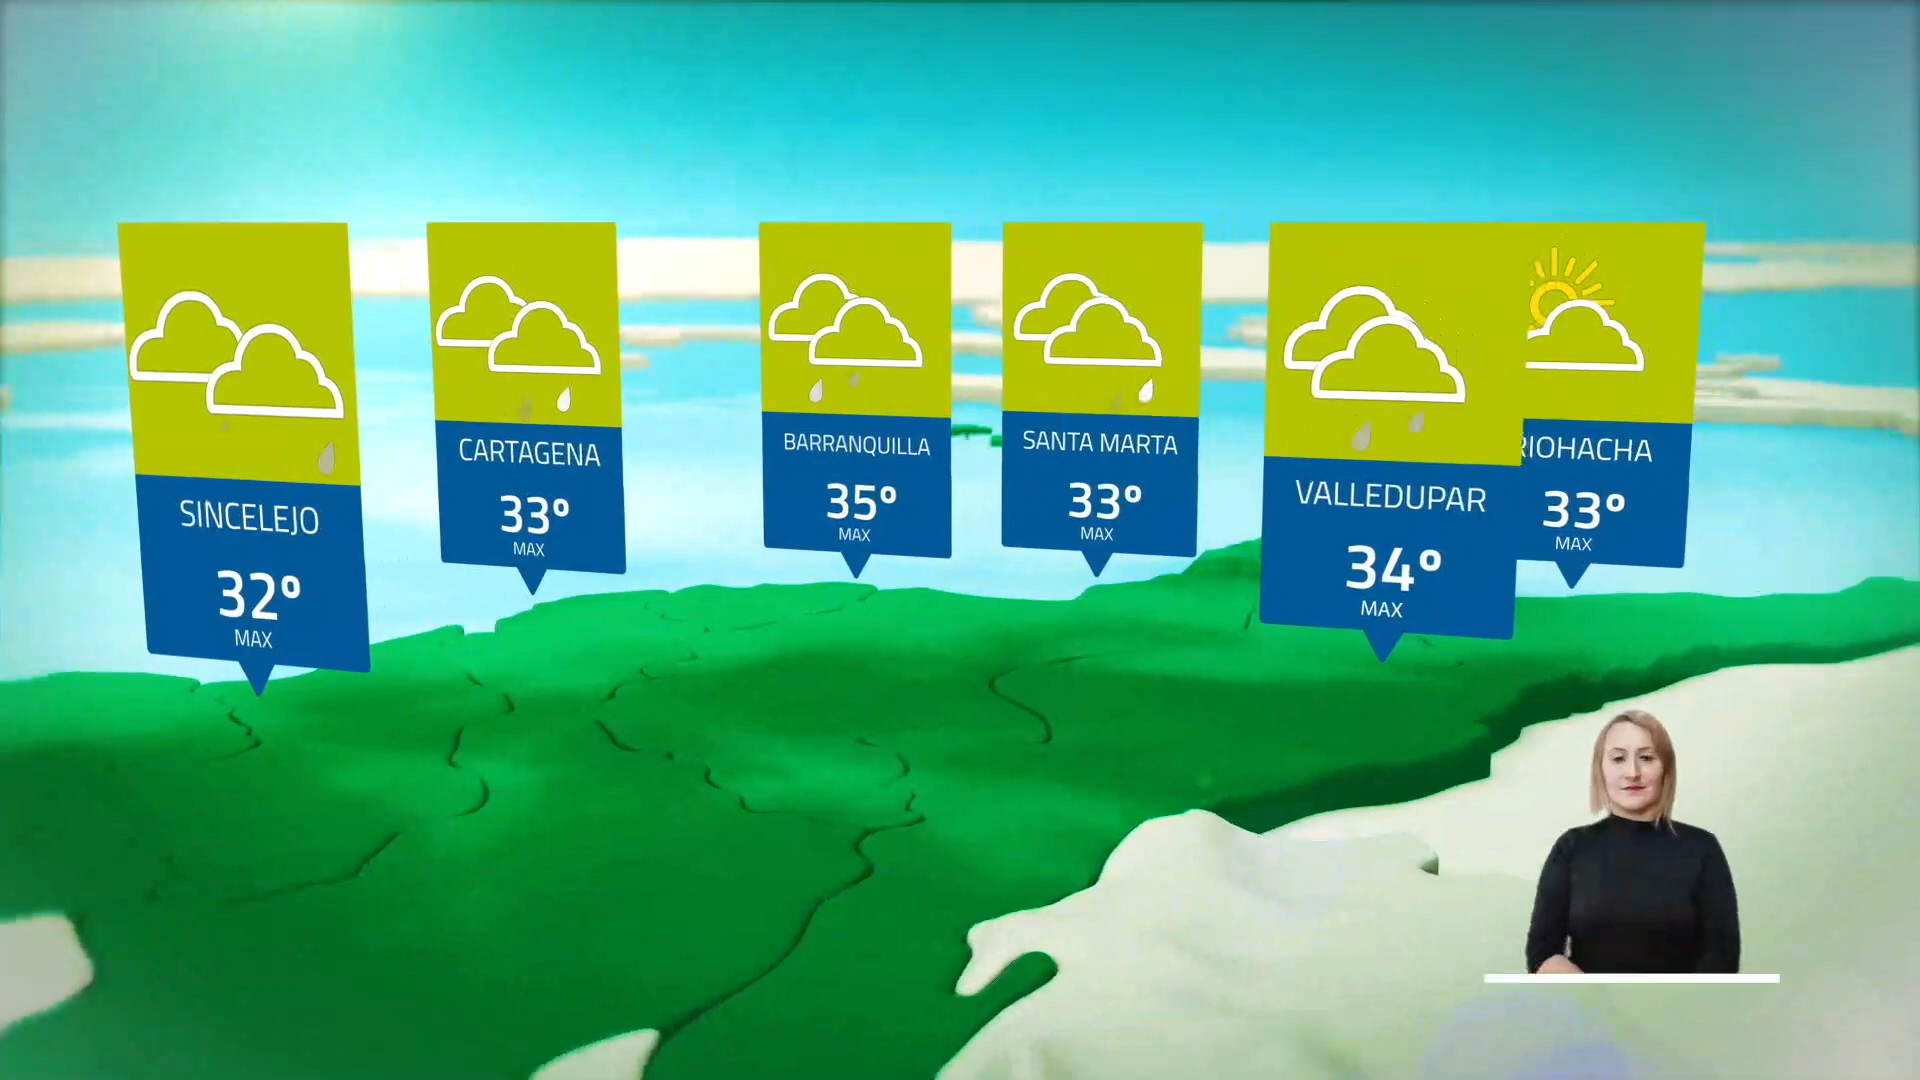 SINCELEJO
32°
MAX
CARTAGENA
33°
MAX
BARRANQUILLA
35°
MAX
SANTA MARTA
33°
MAX
VALLEDUPAR
34°
MAX
RIOHACHA
33°
MAX